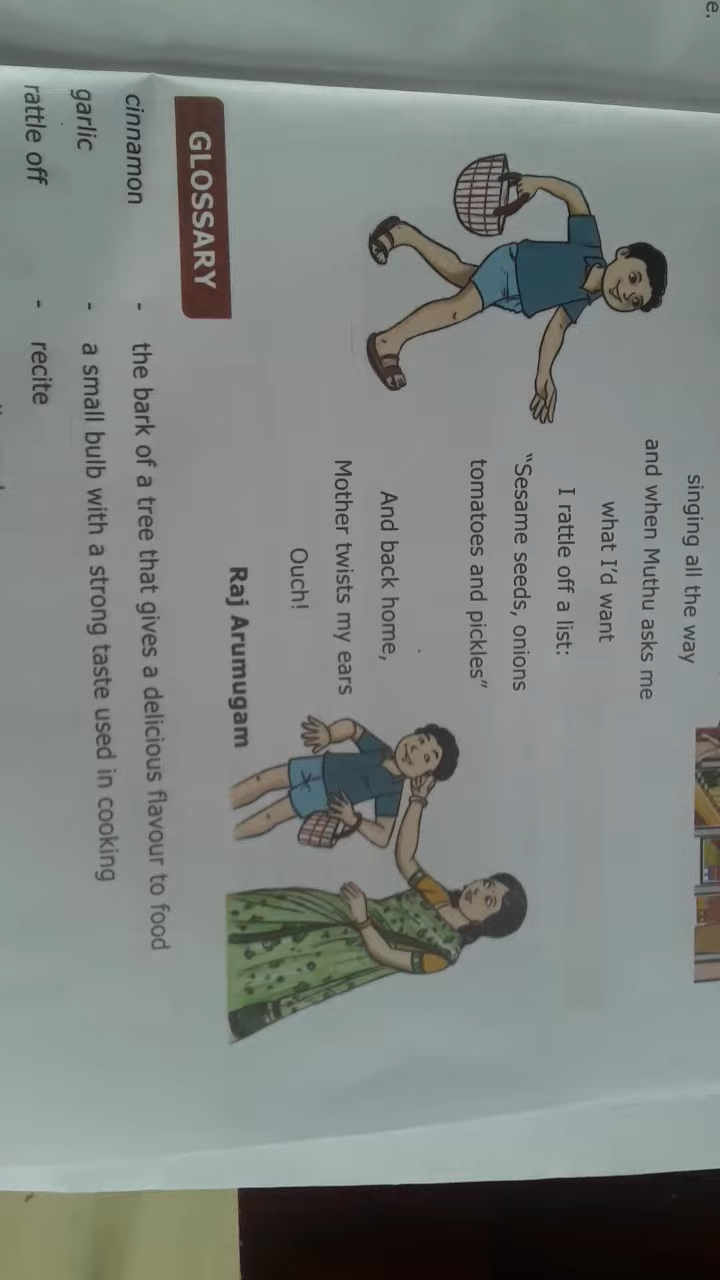 e.
singing all the way
and when Muthu asks me
what I'd want
I rattle off a list:
"Sesame seeds, onions
tomatoes and pickles"
And back home,
Mother twists my ears
Ouch!
Raj Arumugam
GLOSSARY
cinnamon - the bark of a tree that gives a delicious flavour to food
garlic - a small bulb with a strong taste used in cooking
rattle off - recite